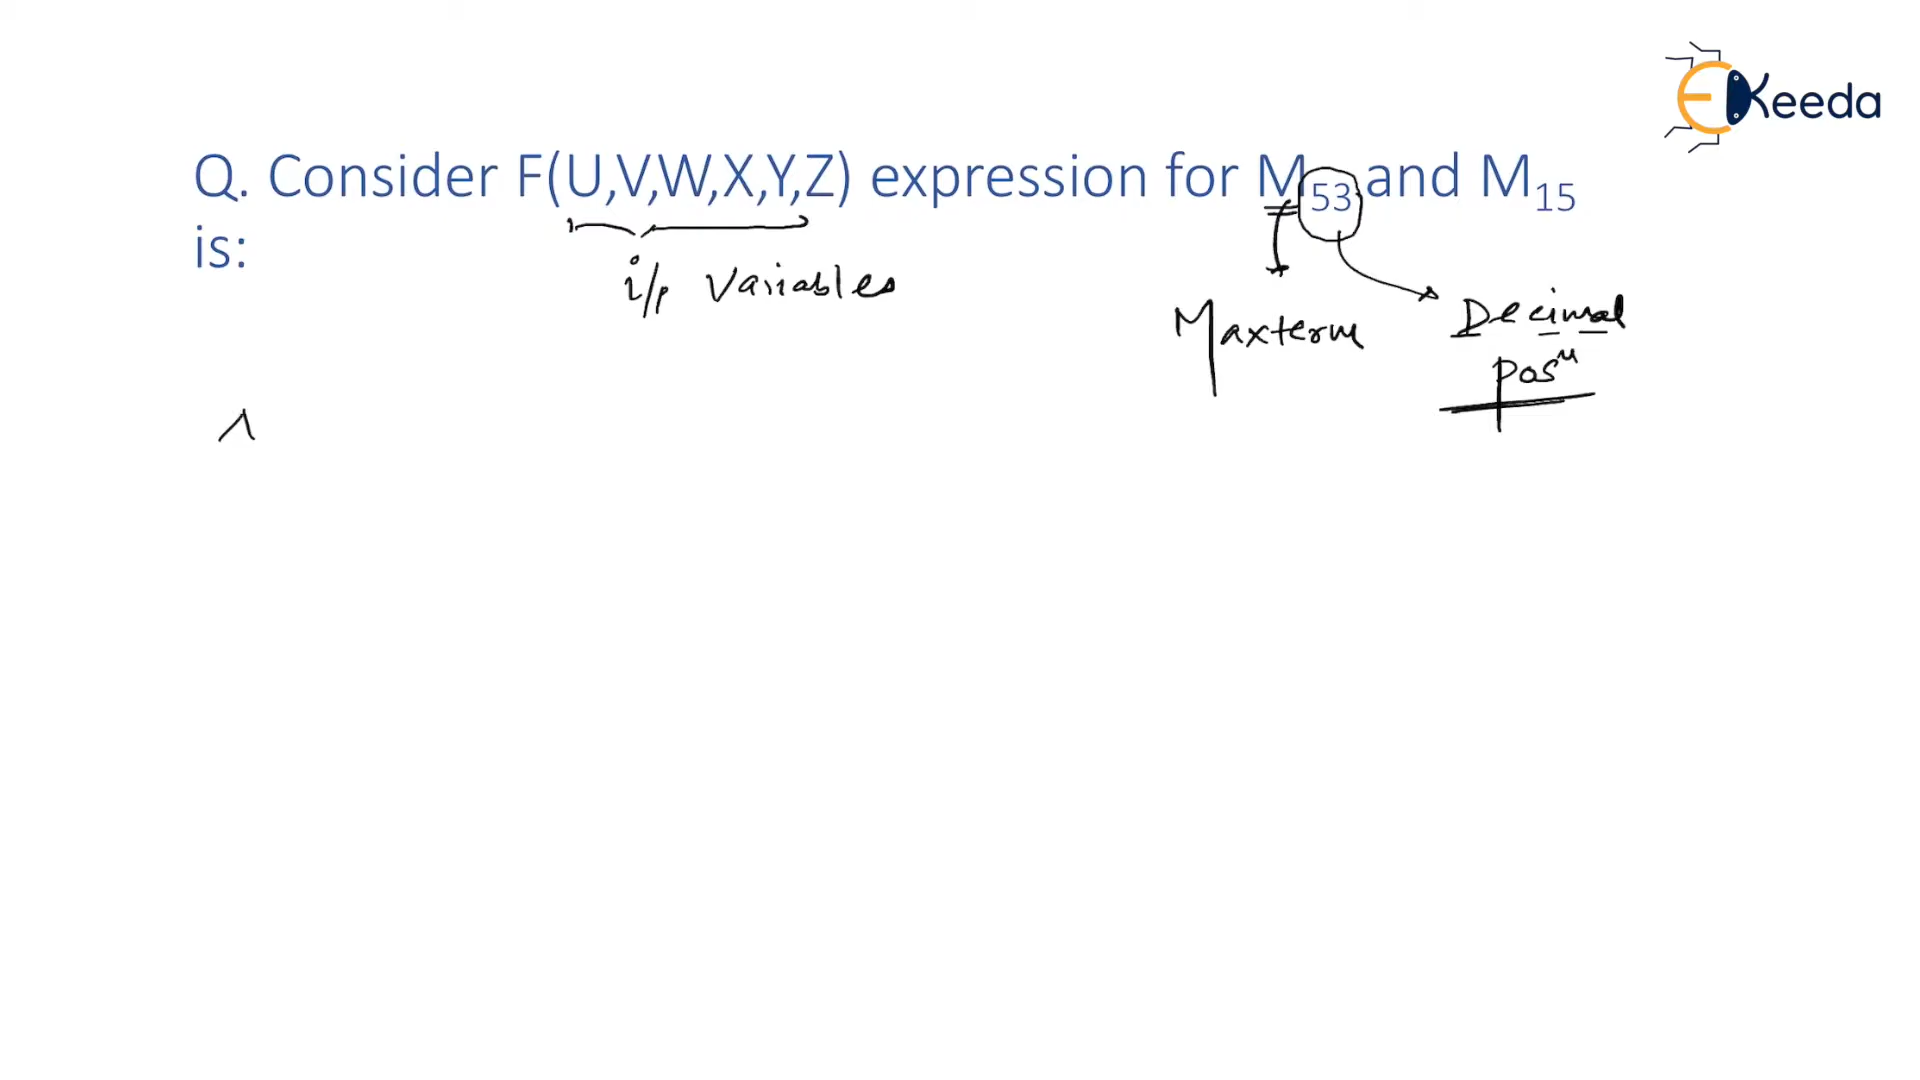 EKeeda
Q. Consider F(U,V,W,X,Y,Z) expression for M53 and M15
is:
i/p Variables
Maxterm
Decimal
posn